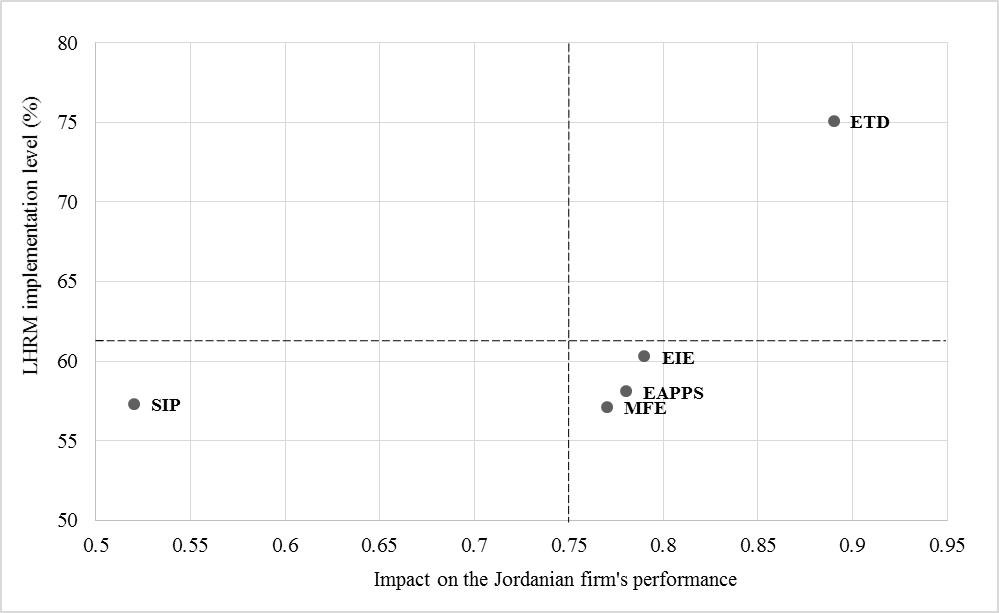 LHRM implementation level (%)
80
75
70
65
60
55
50
ETD
EIE
EAPPS
MFE
SIP
0.5 0.55 0.6 0.65 0.7 0.75 0.8 0.85 0.9 0.95
Impact on the Jordanian firm's performance